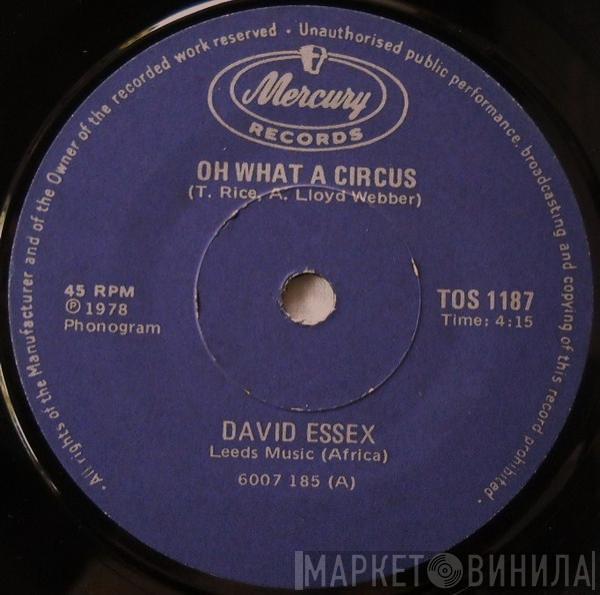 · All rights of the Manufacturer and of the Owner of the recorded work reserved · Unauthorised public performance, broadcasting and copying of this record prohibited ·
Mercury
RECORDS
OH WHAT A CIRCUS
(T. Rice, A. Lloyd Webber)
45 RPM
℗ 1978
Phonogram
TOS 1187
Time: 4:15
DAVID ESSEX
Leeds Music (Africa)
6007 185 (A)
МАРКЕТ ВИНИЛА